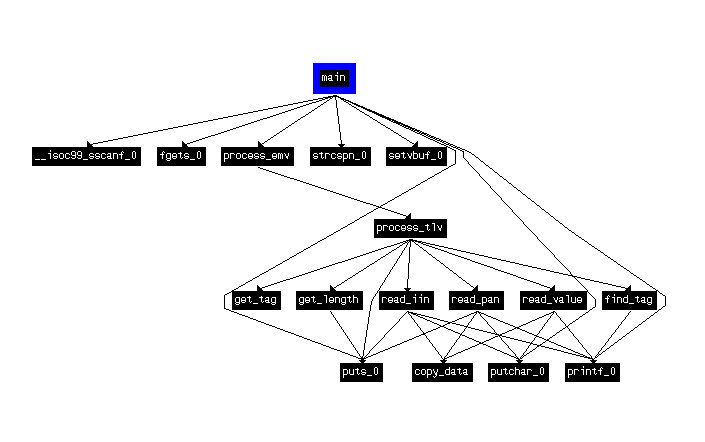 main
__isoc99_sscanf_0 fgets_0 process_emv strcspn_0 setvbuf_0
process_tlv
get_tag get_length read_iin read_pan read_value find_tag
puts_0 copy_data putchar_0 printf_0